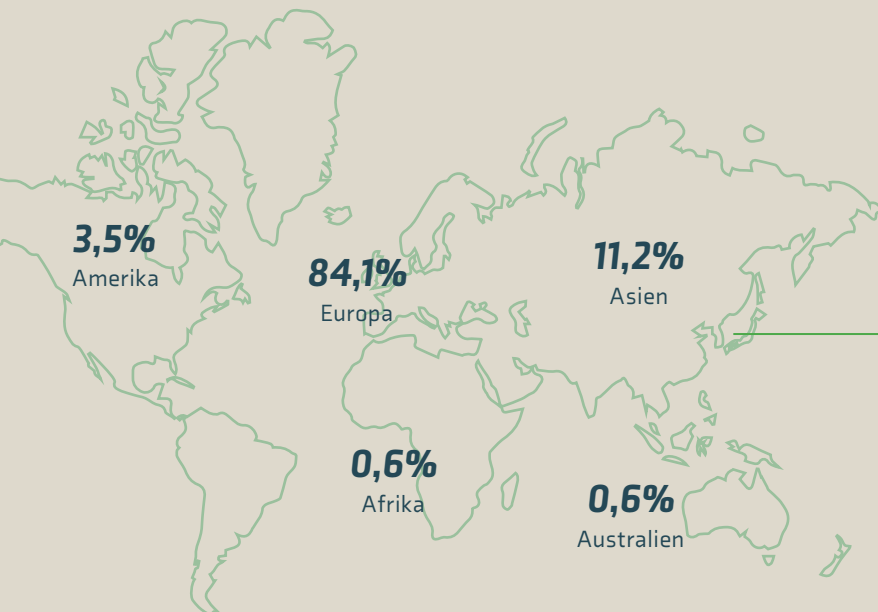 3,5%
Amerika
84,1%
Europa
11,2%
Asien
0,6%
Afrika
0,6%
Australien